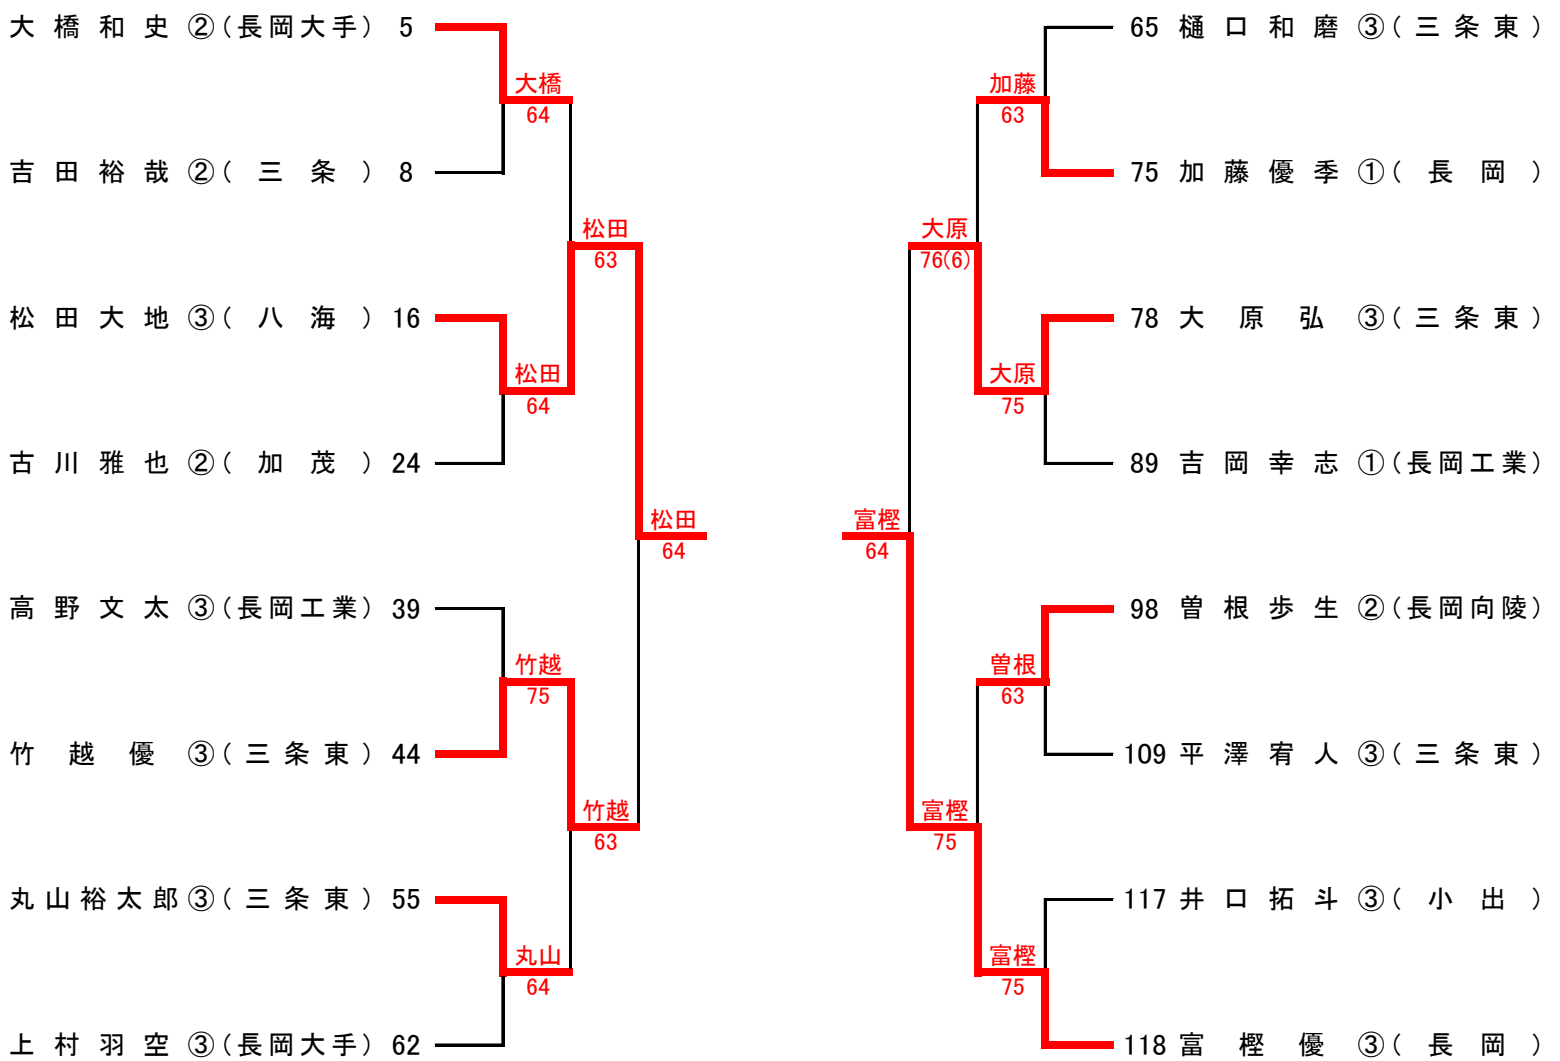 大橋和史②(長岡大手) 5
大橋
64
吉田裕哉②(三条) 8
松田
63
松田大地③(八海) 16
松田
64
古川雅也②(加茂) 24
松田
64
高野文太③(長岡工業) 39
竹越
75
竹越優③(三条東) 44
竹越
63
丸山裕太郎③(三条東) 55
丸山
64
上村羽空③(長岡大手) 62
65 樋口和磨③(三条東)
加藤
63
75 加藤優季①(長岡)
大原
76(6)
78 大原弘③(三条東)
大原
75
89 吉岡幸志①(長岡工業)
富樫
64
98 曽根歩生②(長岡向陵)
曽根
63
109 平澤宥人③(三条東)
富樫
75
117 井口拓斗③(小出)
富樫
75
118 富樫優③(長岡)